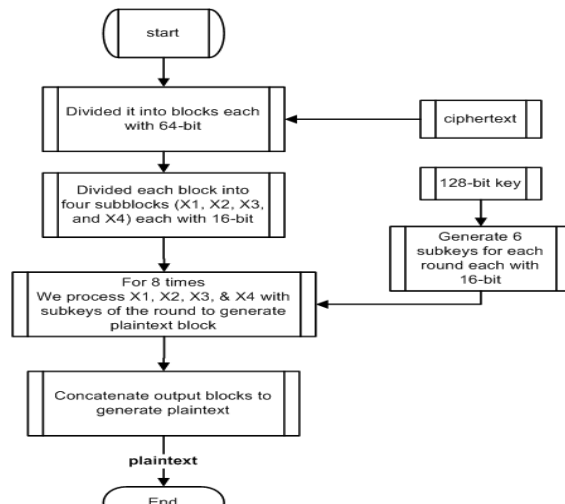 start
Divided it into blocks each
with 64-bit
ciphertext
Divided each block into
four subblocks (X1, X2, X3,
and X4) each with 16-bit
128-bit key
Generate 6
subkeys for each
round each with
16-bit
For 8 times
We process X1, X2, X3, & X4 with
subkeys of the round to generate
plaintext block
Concatenate output blocks to
generate plaintext
plaintext
End